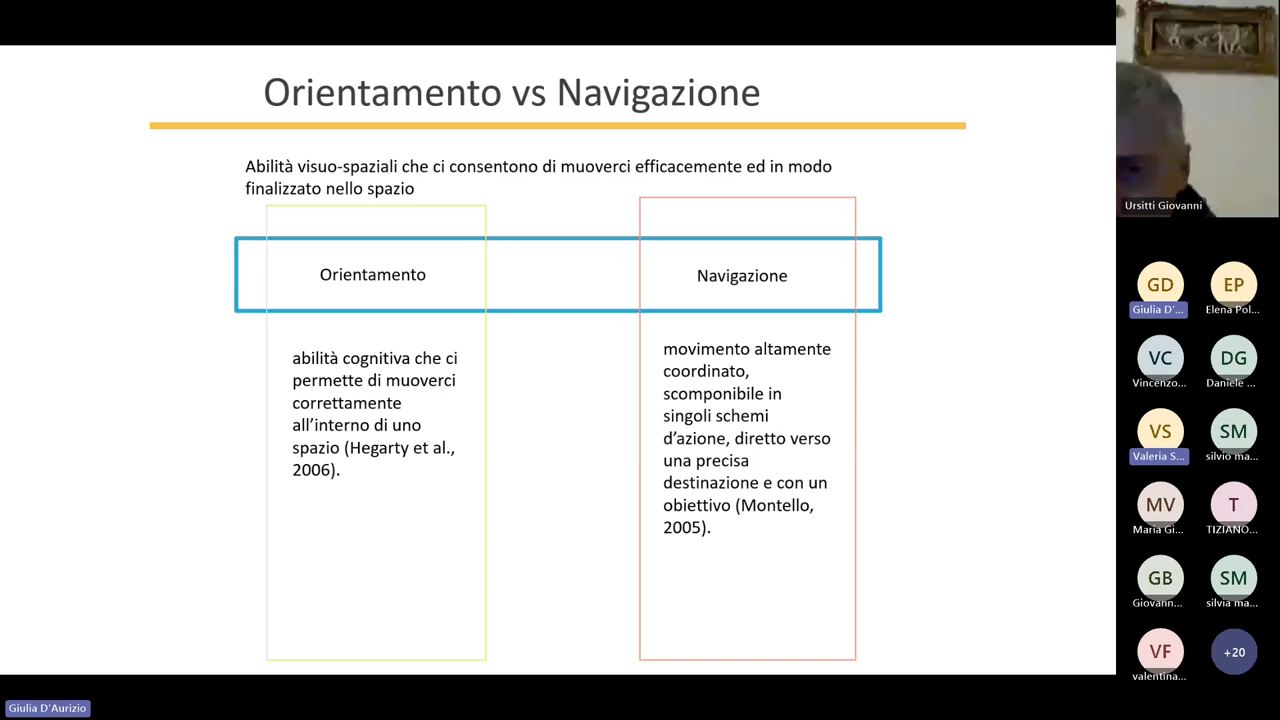 Orientamento vs Navigazione
Abilità visuo-spaziali che ci consentono di muoverci efficacemente ed in modo
finalizzato nello spazio
Orientamento
Navigazione
abilità cognitiva che ci
permette di muoverci
correttamente
all’interno di uno
spazio (Hegarty et al.,
2006).
movimento altamente
coordinato,
scomponibile in
singoli schemi
d’azione, diretto verso
una precisa
destinazione e con un
obiettivo (Montello,
2005).
Ursitti Giovanni
GD
EP
Giulia D'...
Elena Pol...
VC
DG
Vincenzo...
Daniele ...
VS
SM
Valeria S...
silvio ma...
MV
T
Maria Gi...
TIZIANO...
GB
SM
Giovann...
silvia ma...
VF
+20
valentina...
Giulia D'Aurizio